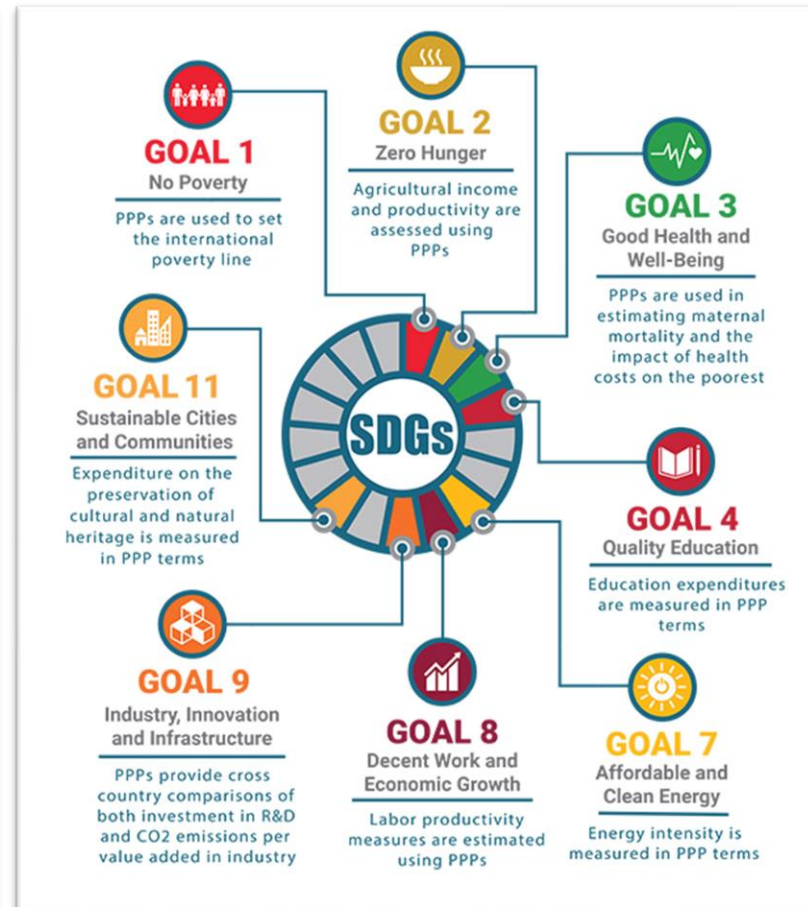 GOAL 1
No Poverty
PPPs are used to set
the international
poverty line
GOAL 2
Zero Hunger
Agricultural income
and productivity are
assessed using
PPPs
GOAL 3
Good Health and
Well-Being
PPPs are used in
estimating maternal
mortality and the
impact of health
costs on the poorest
SDGs
GOAL 11
Sustainable Cities
and Communities
Expenditure on the
preservation of
cultural and natural
heritage is measured
in PPP terms
GOAL 4
Quality Education
Education expenditures
are measured in PPP
terms
GOAL 9
Industry, Innovation
and Infrastructure
PPPs provide cross
country comparisons of
both investment in R&D
and CO2 emissions per
value added in industry
GOAL 8
Decent Work and
Economic Growth
Labor productivity
measures are estimated
using PPPs
GOAL 7
Affordable and
Clean Energy
Energy intensity is
measured in PPP terms